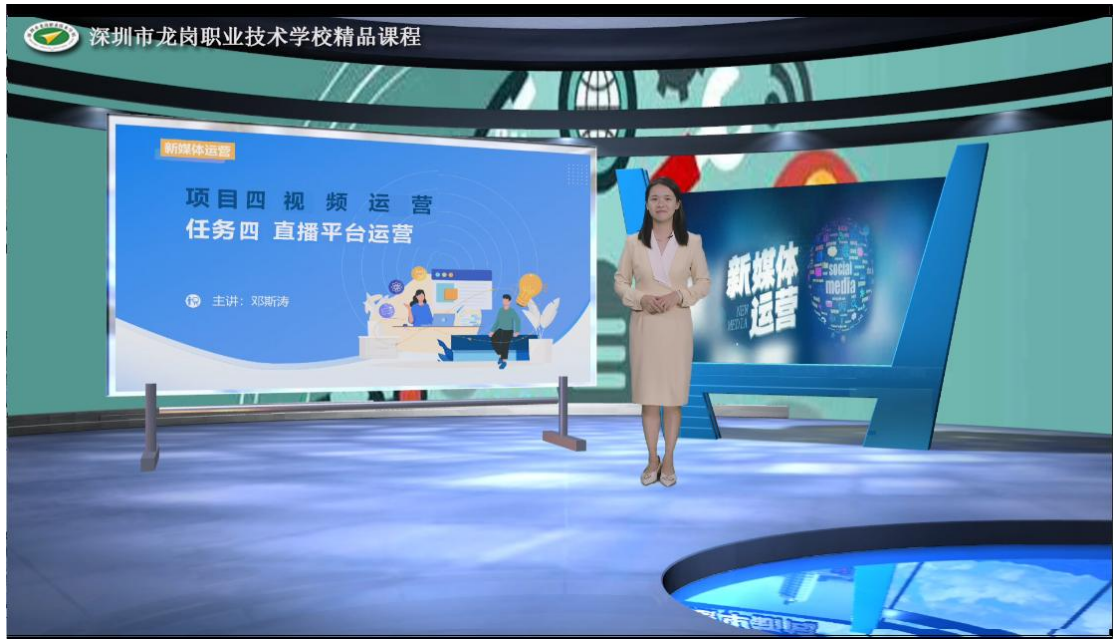 深圳市龙岗职业技术学校精品课程
新媒体运营
项目四 视 频 运 营
任务四 直播平台运营
主讲：邓斯涛
新媒体
运营
NEW
MEDIA
social
media